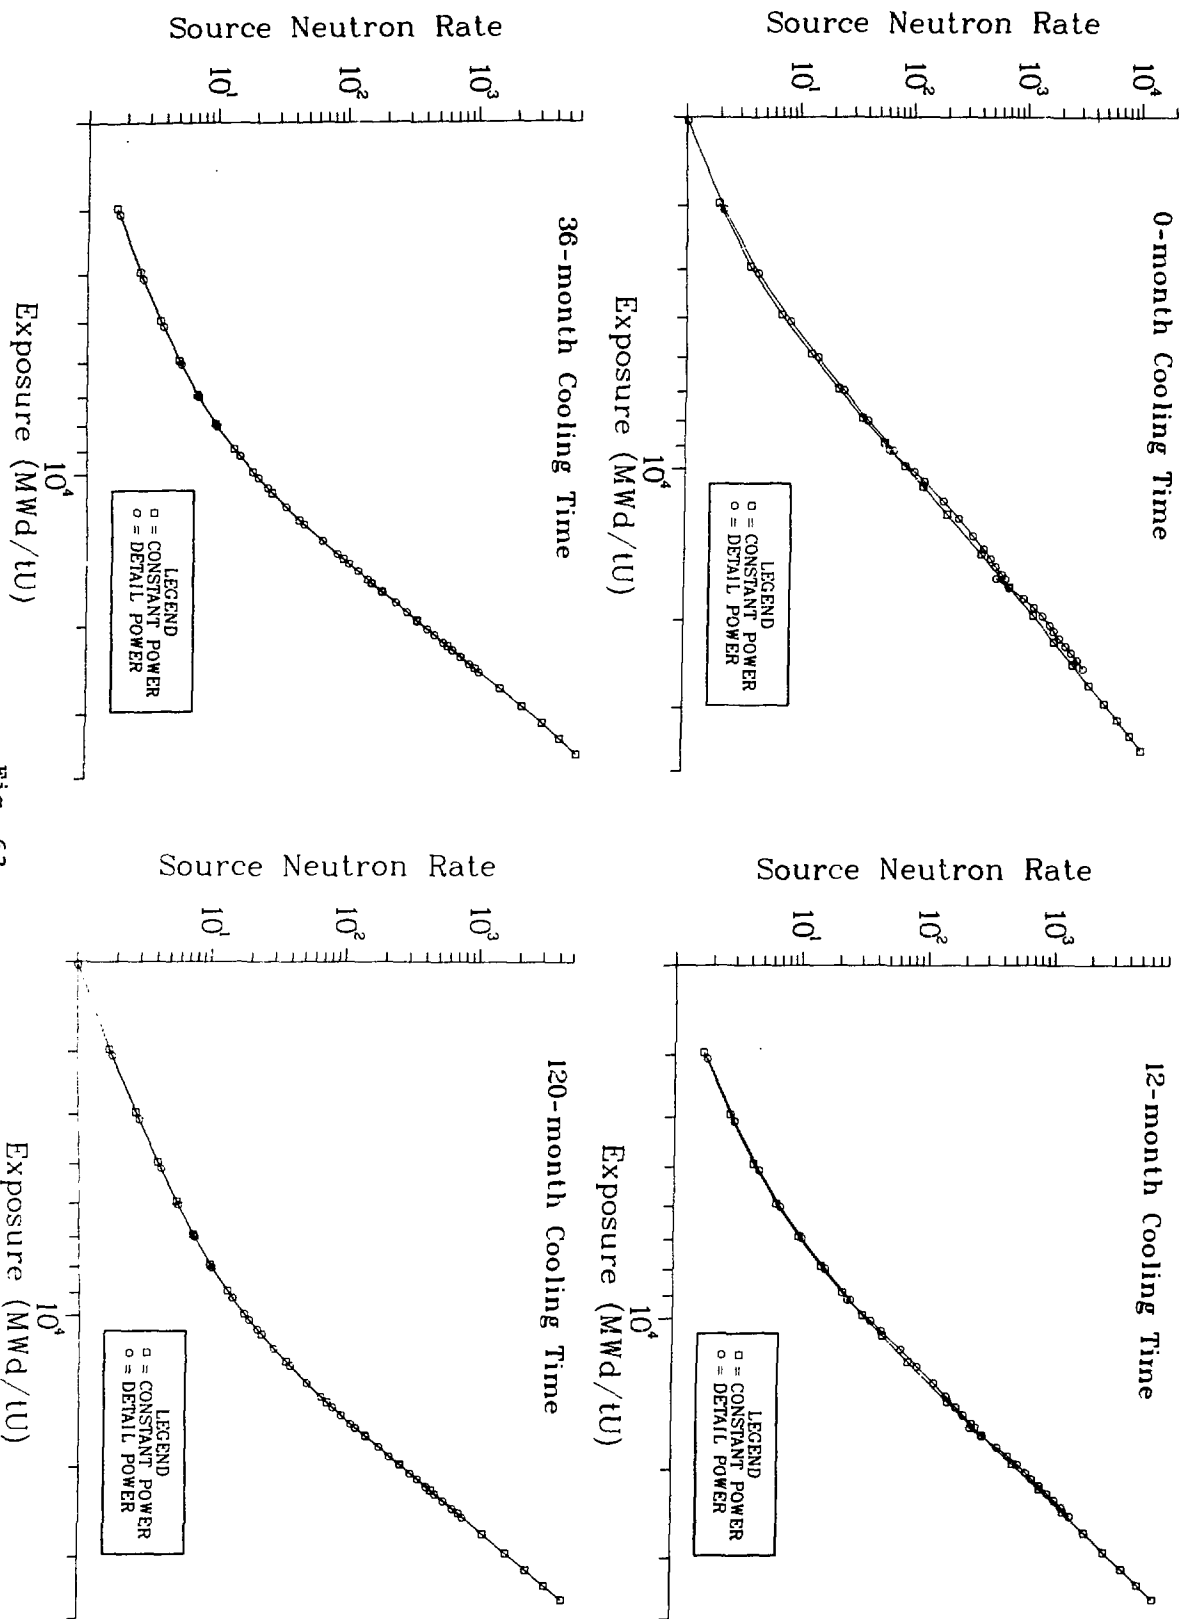 0-month Cooling Time
Source Neutron Rate
10⁴
10³
10²
10¹
10⁴
Exposure (MWd/tU)
LEGEND
□ = CONSTANT POWER
○ = DETAIL POWER
12-month Cooling Time
Source Neutron Rate
10³
10²
10¹
10⁴
Exposure (MWd/tU)
LEGEND
□ = CONSTANT POWER
○ = DETAIL POWER
36-month Cooling Time
Source Neutron Rate
10³
10²
10¹
10⁴
Exposure (MWd/tU)
LEGEND
□ = CONSTANT POWER
○ = DETAIL POWER
120-month Cooling Time
Source Neutron Rate
10³
10²
10¹
10⁴
Exposure (MWd/tU)
LEGEND
□ = CONSTANT POWER
○ = DETAIL POWER
Fig.